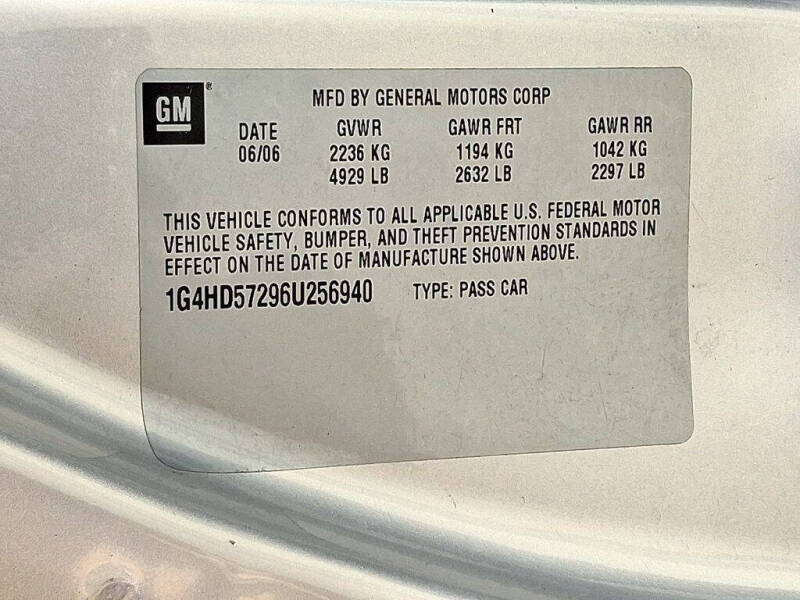 GM ®
MFD BY GENERAL MOTORS CORP
DATE GVWR GAWR FRT GAWR RR
06/06 2236 KG 1194 KG 1042 KG
4929 LB 2632 LB 2297 LB
THIS VEHICLE CONFORMS TO ALL APPLICABLE U.S. FEDERAL MOTOR
VEHICLE SAFETY, BUMPER, AND THEFT PREVENTION STANDARDS IN
EFFECT ON THE DATE OF MANUFACTURE SHOWN ABOVE.
1G4HD57296U256940 TYPE: PASS CAR